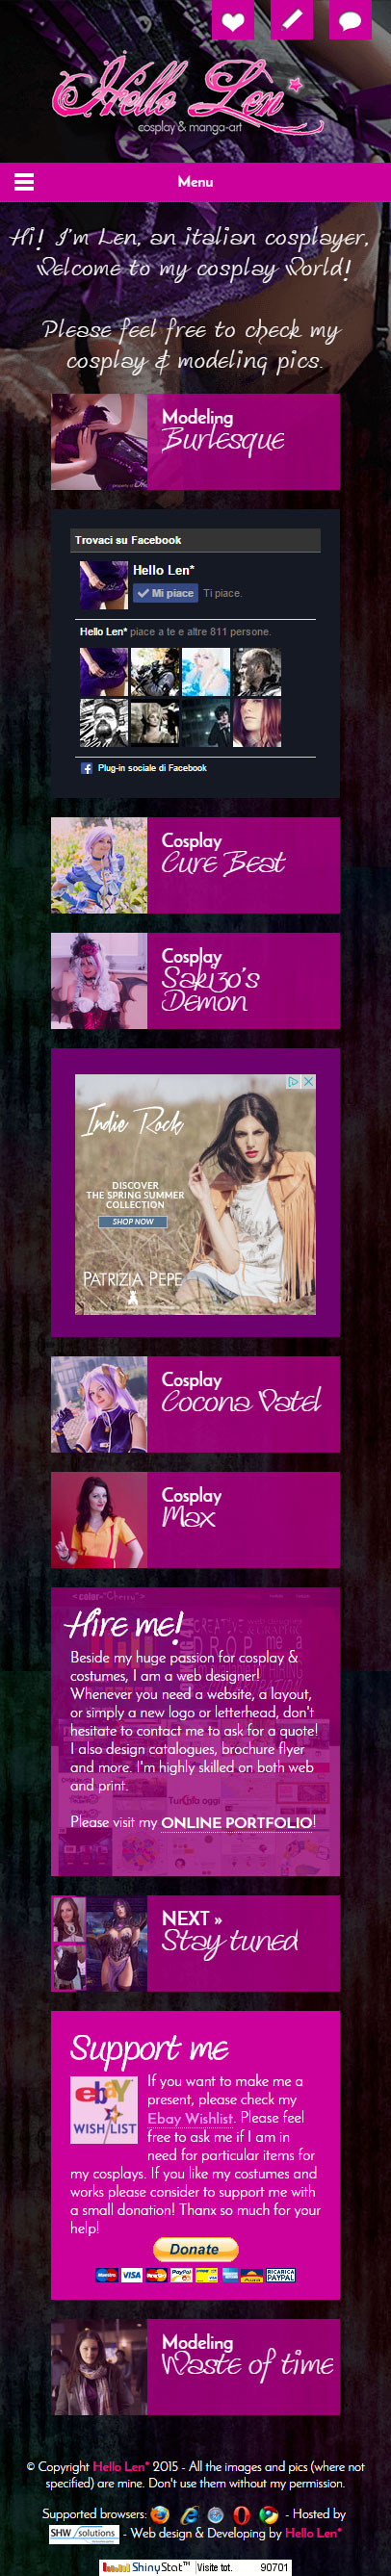 Hello Len*
cosplay & manga-art
Menu
Hi! I'm Len, an italian cosplayer,
Welcome to my cosplay world!
Please feel free to check my
cosplay & modeling pics.
Modeling
Burlesque
Trovaci su Facebook
Hello Len*
Mi piace Ti piace.
Hello Len* piace a te e altre 811 persone.
Plug-in sociale di Facebook
Cosplay
Cure Beat
Cosplay
Sakizo's
Demon
Indie Rock
DISCOVER
THE SPRING SUMMER
COLLECTION
SHOP NOW
PATRIZIA PEPE
Cosplay
Cocona Vatel
Cosplay
Max
Hire me!
Beside my huge passion for cosplay &
costumes, I am a web designer!
Whenever you need a website, a layout,
or simply a new logo or letterhead, don't
hesitate to contact me to ask for a quote!
I also design catalogues, brochure flyer
and more. I'm highly skilled on both web
and print.
Please visit my ONLINE PORTFOLIO!
NEXT »
Stay tuned
Support me
ebay
WISH LIST
If you want to make me a
present, please check my
Ebay Wishlist. Please feel
free to ask me if I am in
need for particular items for
my cosplays. If you like my costumes and
works please consider to support me with
a small donation! Thanx so much for your
help!
Donate
Maestro VISA PayPal RICARICA PAYPAL
Modeling
Waste of time
© Copyright Hello Len* 2015 - All the images and pics (where not
specified) are mine. Don't use them without my permission.
Supported browsers: - Hosted by
SHW solutions - Web design & Developing by Hello Len*
ShinyStat™ Visite tot. 90701